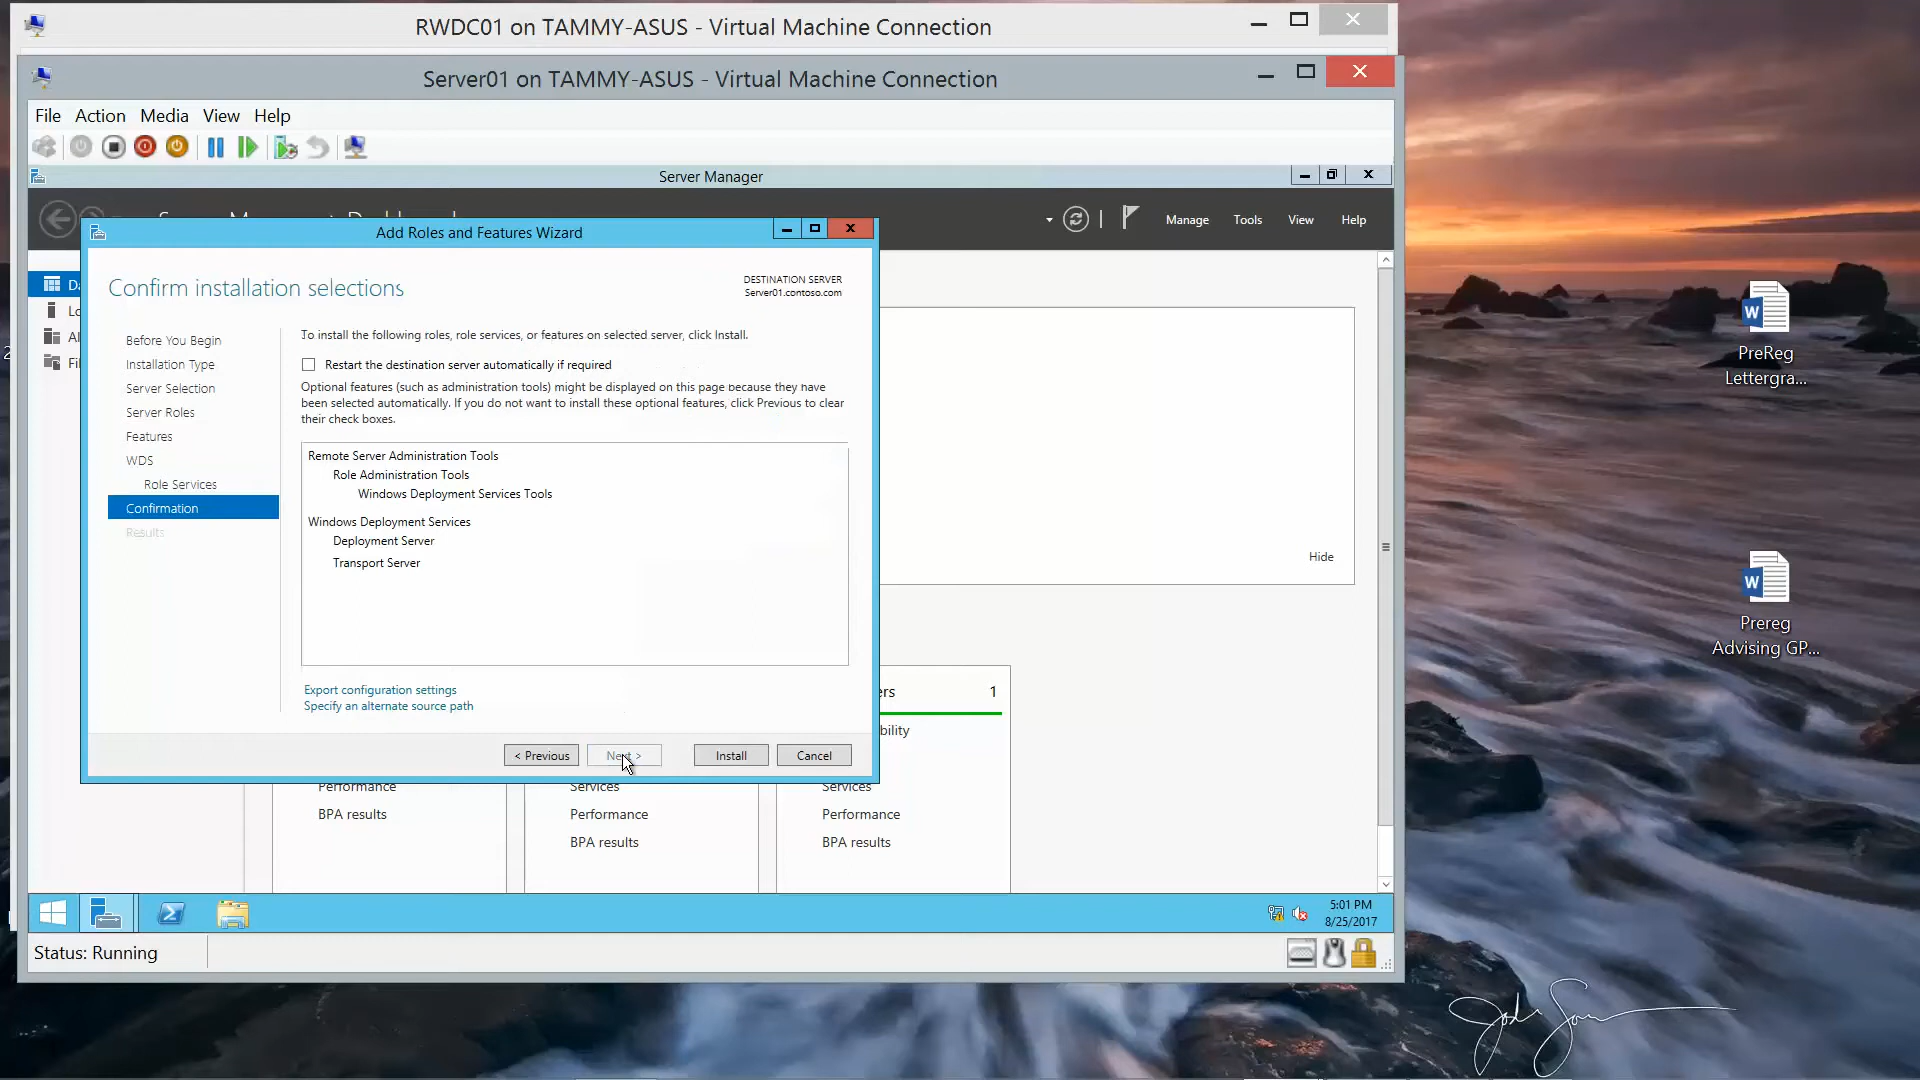 RWDC01 on TAMMY-ASUS - Virtual Machine Connection
Server01 on TAMMY-ASUS - Virtual Machine Connection
File Action Media View Help
Server Manager
Manage Tools View Help
Add Roles and Features Wizard
Confirm installation selections
DESTINATION SERVER
Server01.contoso.com
Before You Begin
Installation Type
Server Selection
Server Roles
Features
WDS
Role Services
Confirmation
Results
To install the following roles, role services, or features on selected server, click Install.
Restart the destination server automatically if required
Optional features (such as administration tools) might be displayed on this page because they have
been selected automatically. If you do not want to install these optional features, click Previous to clear
their check boxes.
Remote Server Administration Tools
Role Administration Tools
Windows Deployment Services Tools
Windows Deployment Services
Deployment Server
Transport Server
Export configuration settings
Specify an alternate source path
< Previous
Next >
Install
Cancel
Hide
ers 1
bility
Performance
BPA results
Services
Performance
BPA results
Services
Performance
BPA results
5:01 PM
8/25/2017
Status: Running
PreReg
Lettergra...
Prereg
Advising GP...